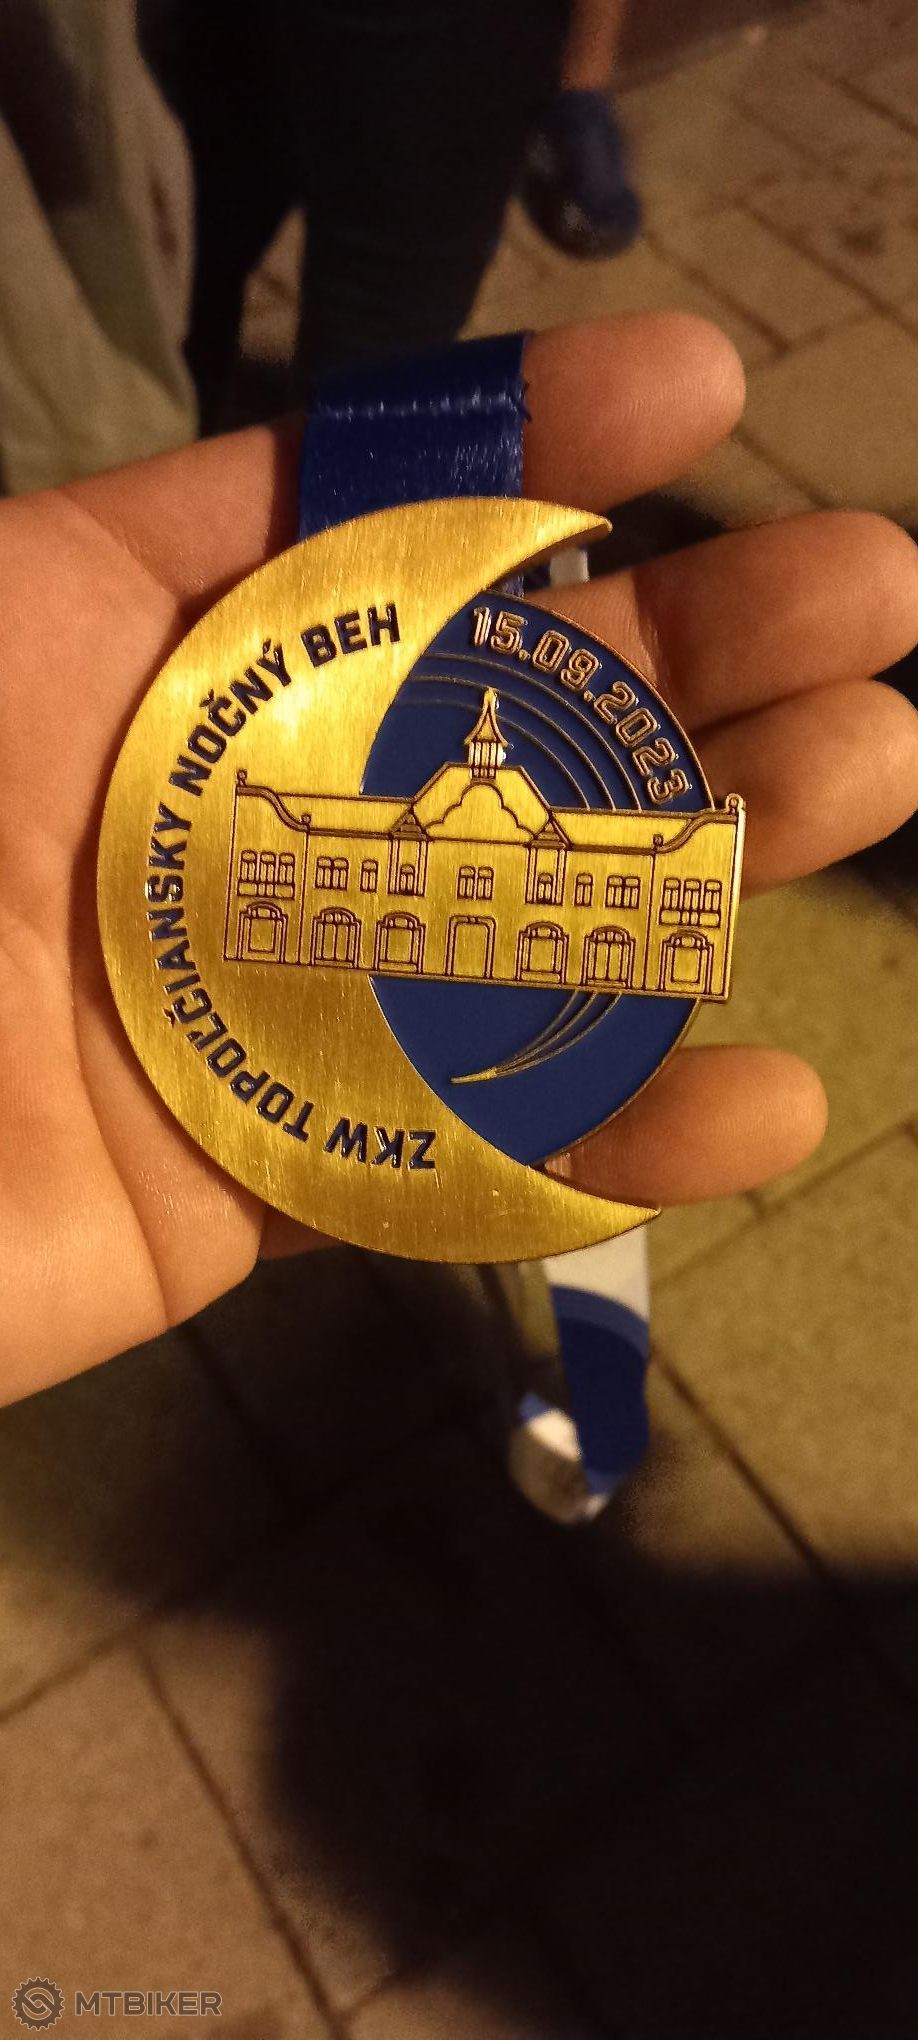 ZKW TOPOĽČIANSKY NOČNÝ BEH
15.09.2023
MTBIKER